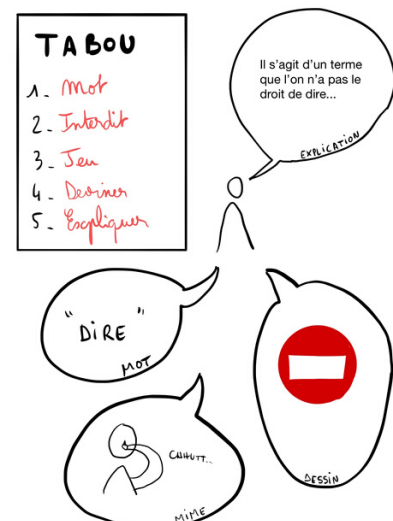 TABOU
1. Mot
2. Interdit
3. Jeu
4. Deviner
5. Expliquer
Il s'agit d'un terme
que l'on n'a pas le
droit de dire...
EXPLICATION
" DiRE "
MOT
CHHUTT..
MiME
DESSiN